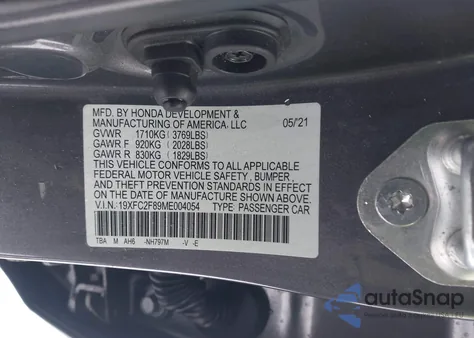 MFD. BY HONDA DEVELOPMENT &
MANUFACTURING OF AMERICA, LLC 05/'21
GVWR 1710KG (3769LBS)
GAWR F 920KG (2028LBS)
GAWR R 830KG (1829LBS)
THIS VEHICLE CONFORMS TO ALL APPLICABLE
FEDERAL MOTOR VEHICLE SAFETY, BUMPER,
AND THEFT PREVENTION STANDARDS IN EFFECT
ON THE DATE OF MANUFACTURE SHOWN ABOVE.
V.I.N.:19XFC2F89ME004054 TYPE: PASSENGER CAR
TBA M AH6 -NH797M -V -E
autoSnap